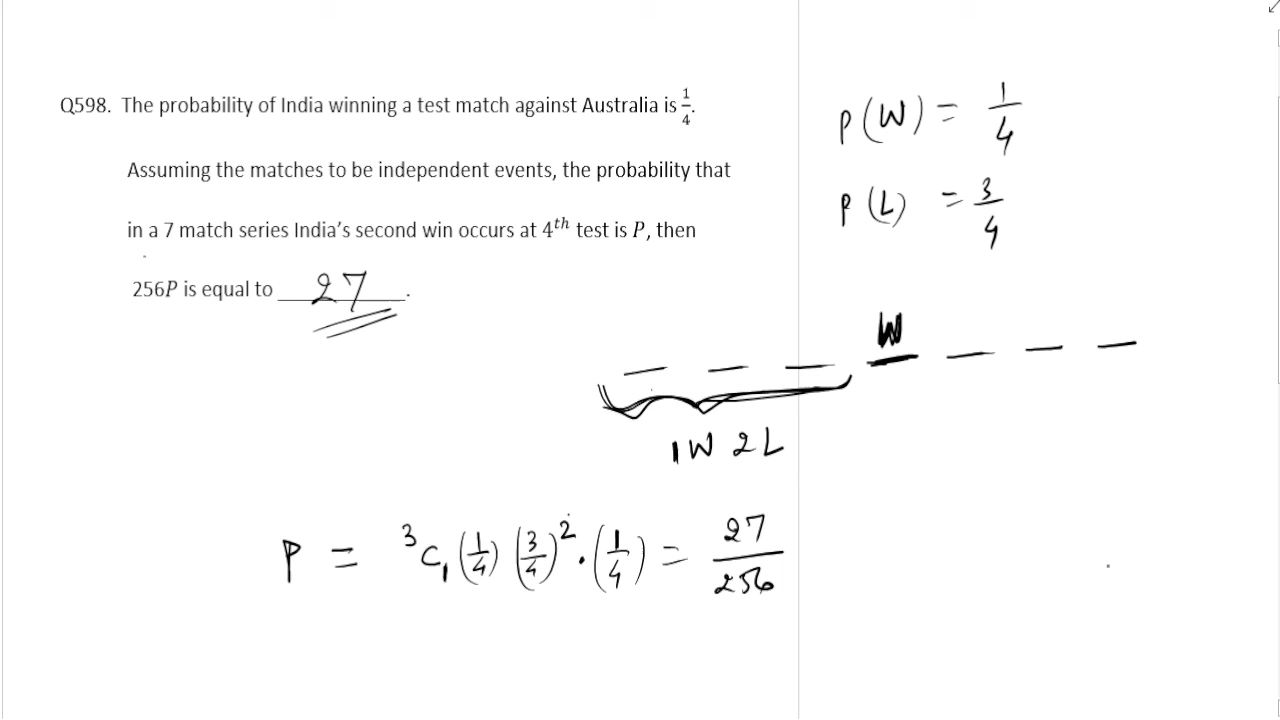 Q598. The probability of India winning a test match against Australia is 1/4.
Assuming the matches to be independent events, the probability that
in a 7 match series India's second win occurs at 4^th test is P, then
256P is equal to 27.
P(W) = 1/4
P(L) = 3/4
W
1W 2L
P = ³C₁ (1/4) (3/4)² · (1/4) = 27/256